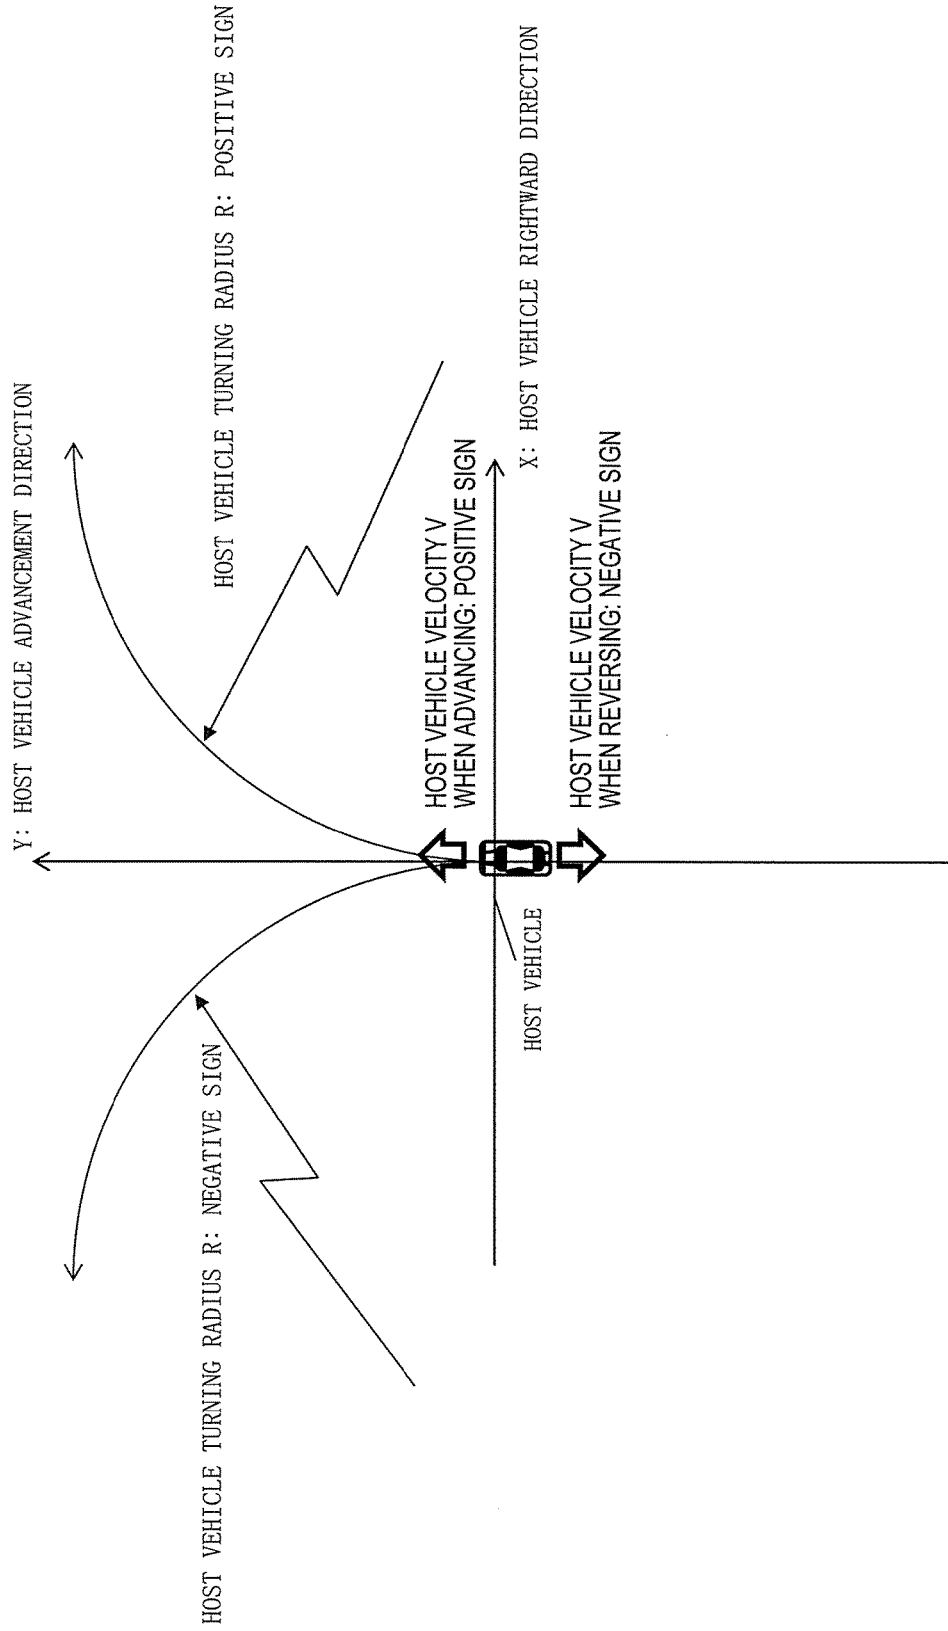 Y: HOST VEHICLE ADVANCEMENT DIRECTION
HOST VEHICLE TURNING RADIUS R: NEGATIVE SIGN
HOST VEHICLE TURNING RADIUS R: POSITIVE SIGN
HOST VEHICLE VELOCITY V
WHEN ADVANCING: POSITIVE SIGN
HOST VEHICLE
X: HOST VEHICLE RIGHTWARD DIRECTION
HOST VEHICLE VELOCITY V
WHEN REVERSING: NEGATIVE SIGN